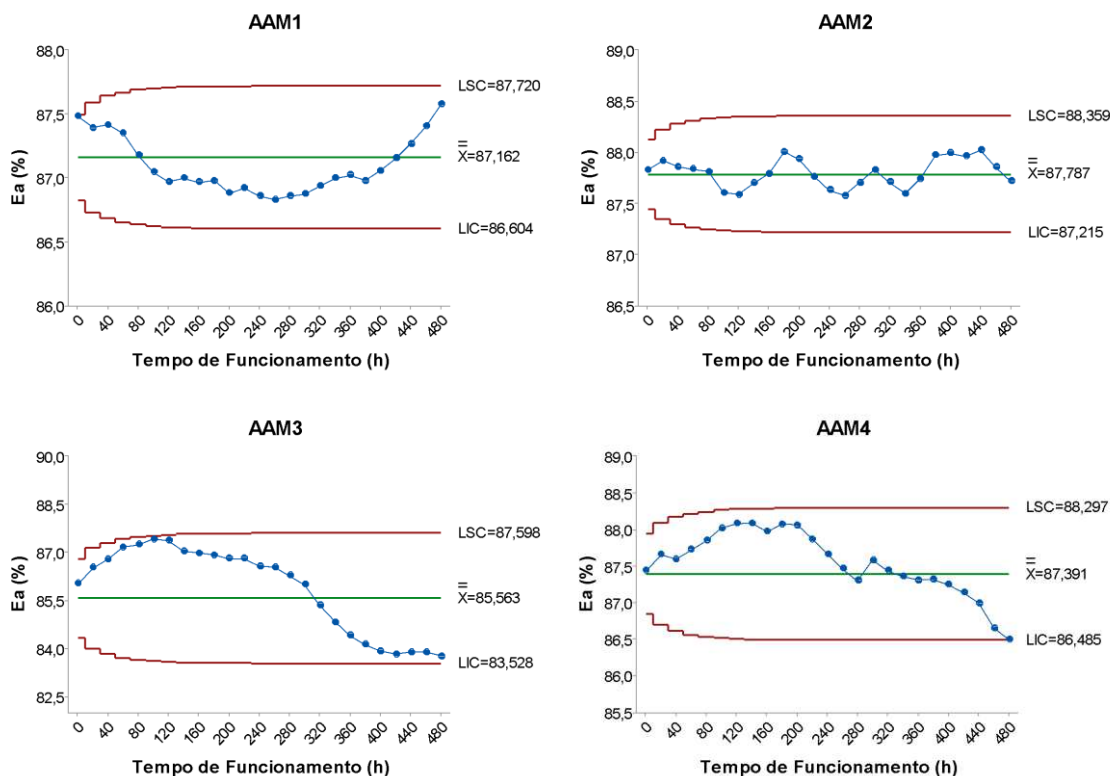 AAM1
88,0
87,5
87,0
86,5
86,0
Ea (%)
LSC=87,720
X=87,162
LIC=86,604
0 40 80 120 160 200 240 280 320 360 400 440 480
Tempo de Funcionamento (h)
AAM2
89,0
88,5
88,0
87,5
87,0
86,5
Ea (%)
LSC=88,359
X=87,787
LIC=87,215
0 40 80 120 160 200 240 280 320 360 400 440 480
Tempo de Funcionamento (h)
AAM3
90,0
88,5
87,0
85,5
84,0
82,5
Ea (%)
LSC=87,598
X=85,563
LIC=83,528
0 40 80 120 160 200 240 280 320 360 400 440 480
Tempo de Funcionamento (h)
AAM4
89,0
88,5
88,0
87,5
87,0
86,5
86,0
85,5
Ea (%)
LSC=88,297
X=87,391
LIC=86,485
0 40 80 120 160 200 240 280 320 360 400 440 480
Tempo de Funcionamento (h)